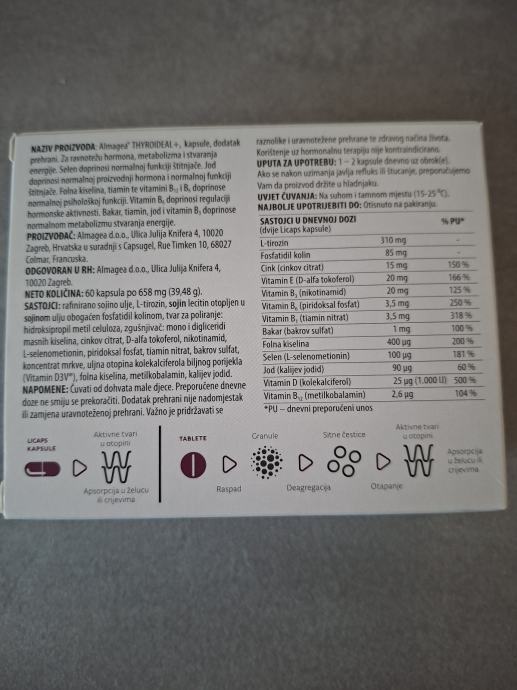 NAZIV PROIZVODA: Almagea® THYROIDEAL+, kapsule, dodatak
prehrani. Za ravnotežu hormona, metabolizma i stvaranja
energije. Selen doprinosi normalnoj funkciji štitnjače. Jod
doprinosi normalnoj proizvodnji hormona i normalnoj funkciji
štitnjače. Folna kiselina, tiamin te vitamini B₁₂ i B₆ doprinose
normalnoj psihološkoj funkciji. Vitamin B₆ doprinosi regulaciji
hormonske aktivnosti. Bakar, tiamin, jod i vitamin B₃ doprinose
normalnom metabolizmu stvaranja energije.
PROIZVOĐAČ: Almagea d.o.o., Ulica Julija Knifera 4, 10020
Zagreb, Hrvatska u suradnji s Capsugel, Rue Timken 10, 68027
Colmar, Francuska.
ODGOVORAN U RH: Almagea d.o.o., Ulica Julija Knifera 4,
10020 Zagreb.
NETO KOLIČINA: 60 kapsula po 658 mg (39,48 g).
SASTOJCI: rafinirano sojino ulje, L-tirozin, sojin lecitin otopljen u
sojinom ulju obogaćen fosfatidil kolinom, tvar za poliranje:
hidroksipropil metil celuloza, zgušnjivač: mono i digliceridi
masnih kiselina, cinkov citrat, D-alfa tokoferol, nikotinamid,
L-selenometionin, piridoksal fosfat, tiamin nitrat, bakrov sulfat,
koncentrat mrkve, uljna otopina kolekalciferola biljnog porijekla
(Vitamin D3V®), folna kiselina, metilkobalamin, kalijev jodid.
NAPOMENE: Čuvati od dohvata male djece. Preporučene dnevne
doze ne smiju se prekoračiti. Dodatak prehrani nije nadomjestak
ili zamjena uravnoteženoj prehrani. Važno je pridržavati se
raznolike i uravnotežene prehrane te zdravog načina života.
Korištenje uz hormonalnu terapiju nije kontraindicirano.
UPUTA ZA UPOTREBU: 1 – 2 kapsule dnevno uz obrok(e).
Ako se nakon uzimanja javlja refluks ili štucanje, preporučujemo
Vam da proizvod držite u hladnjaku.
UVJET ČUVANJA: Na suhom i tamnom mjestu (15-25 °C).
NAJBOLJE UPOTRIJEBITI DO: Otisnuto na pakiranju.
SASTOJCI U DNEVNOJ DOZI % PU*
(dvije Licaps kapsule)
L-tirozin 310 mg -
Fosfatidil kolin 85 mg -
Cink (cinkov citrat) 15 mg 150 %
Vitamin E (D-alfa tokoferol) 20 mg 166 %
Vitamin B₃ (nikotinamid) 20 mg 125 %
Vitamin B₆ (piridoksal fosfat) 3,5 mg 250 %
Vitamin B₁ (tiamin nitrat) 3,5 mg 318 %
Bakar (bakrov sulfat) 1 mg 100 %
Folna kiselina 400 µg 200 %
Selen (L-selenometionin) 100 µg 181 %
Jod (kalijev jodid) 90 µg 60 %
Vitamin D (kolekalciferol) 25 µg (1.000 IJ) 500 %
Vitamin B₁₂ (metilkobalamin) 2,6 µg 104 %
*PU – dnevni preporučeni unos
LICAPS
KAPSULE
Aktivne tvari
u otopini
Apsorpcija u želucu
ili crijevima
TABLETE
Raspad
Granule
Deagregacija
Sitne čestice
Otapanje
Aktivne tvari
u otopini
Apsorpcija
u želucu ili
crijevima